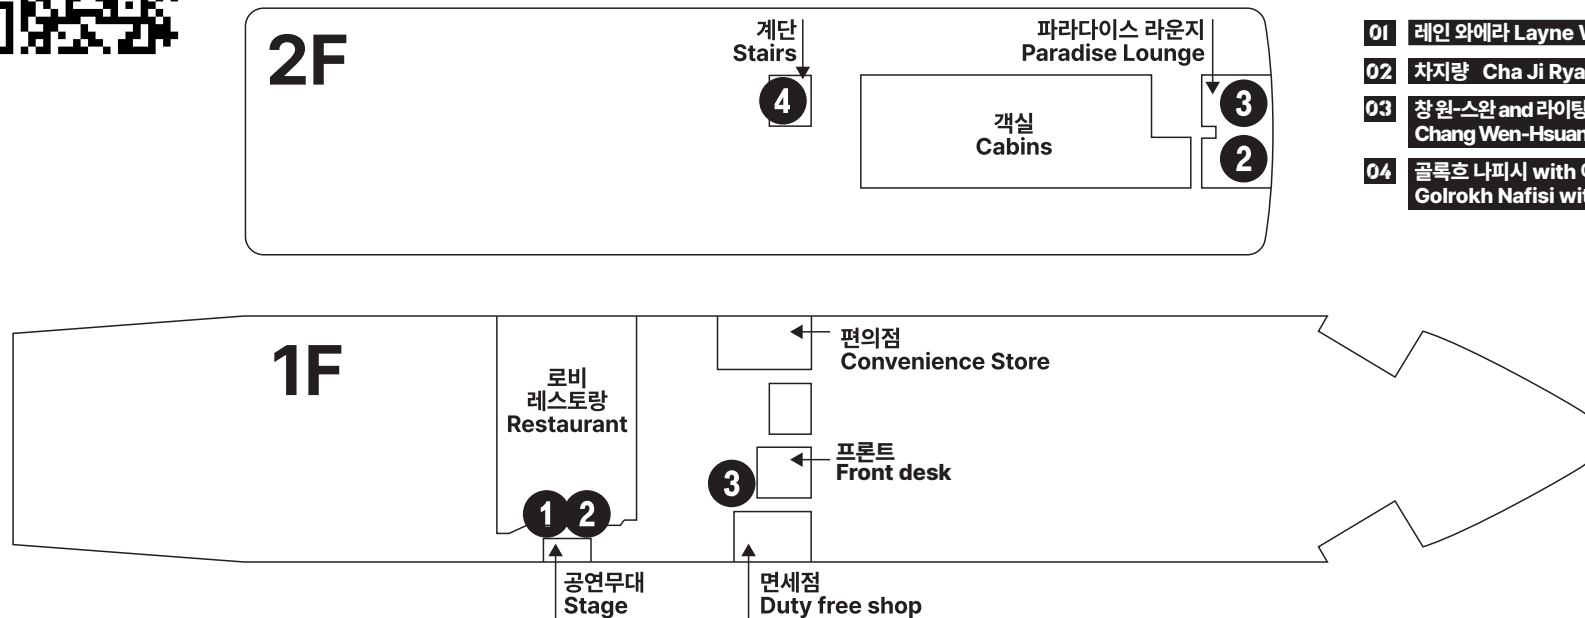 2F
계단
Stairs
파라다이스 라운지
Paradise Lounge
4
객실
Cabins
3
2
01 레인 와에라 Layne
02 차지량 Cha Ji
03 창 원-스완 and 라이팅
Chang Wen-Hsuan
04 골록흐 나피시 with
Golrokh Nafisi
1F
로비
레스토랑
Restaurant
편의점
Convenience Store
프론트
Front desk
3
1 2
공연무대
Stage
면세점
Duty free shop